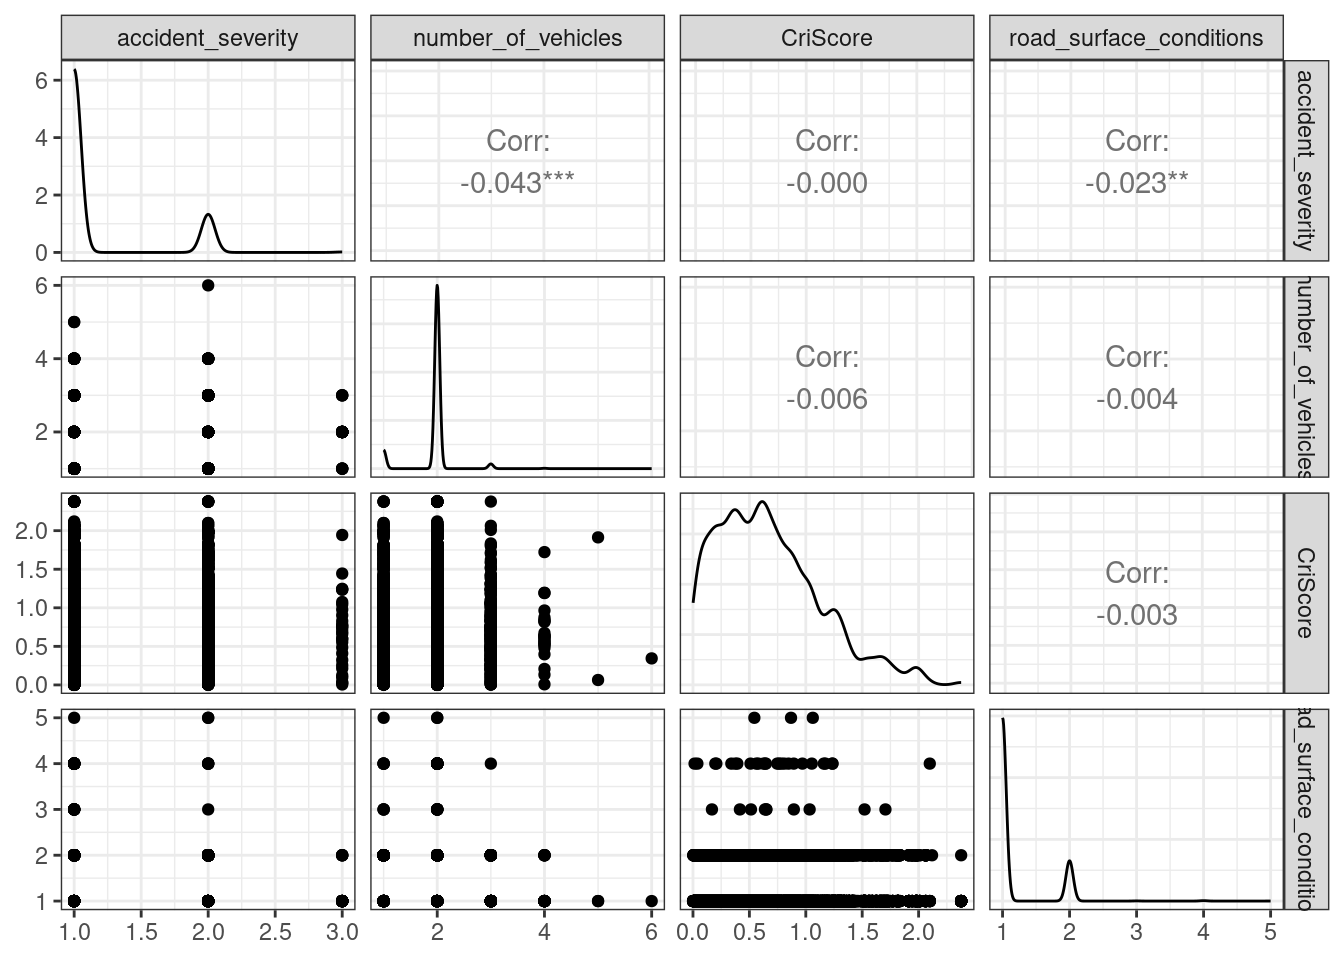 accident_severity number_of_vehicles CriScore road_surface_conditions
6
4
2
0
Corr:
-0.043***
Corr:
-0.000
Corr:
-0.023**
accident_severity
6
4
2
Corr:
-0.006
Corr:
-0.004
number_of_vehicles
2.0
1.5
1.0
0.5
0.0
Corr:
-0.003
CriScore
5
4
3
2
1
ad_surface_conditio
1.0 1.5 2.0 2.5 3.0 2 4 6 0.0 0.5 1.0 1.5 2.0 1 2 3 4 5